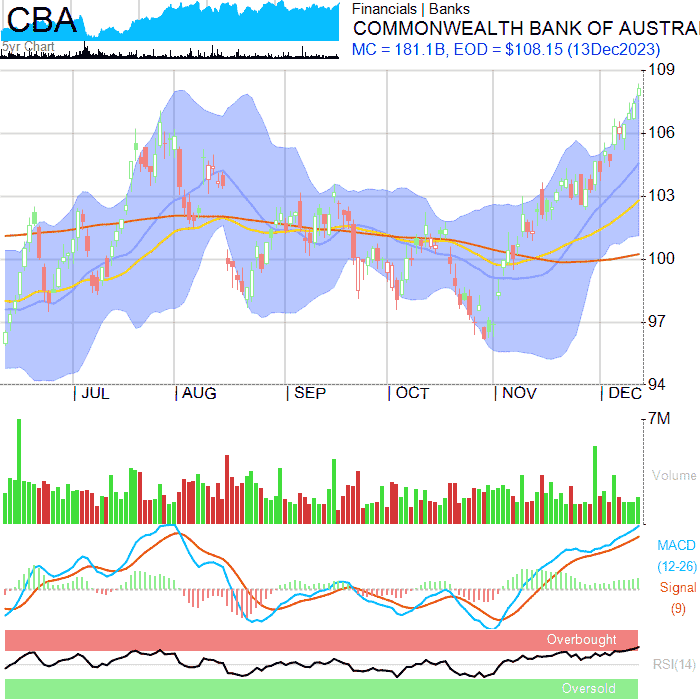 CBA
5yr Chart
Financials | Banks
COMMONWEALTH BANK OF AUSTRA
MC = 181.1B, EOD = $108.15 (13Dec2023)
109
106
103
100
97
94
JUL
AUG
SEP
OCT
NOV
DEC
7M
Volume
MACD
(12-26)
Signal
(9)
Overbought
RSI(14)
Oversold